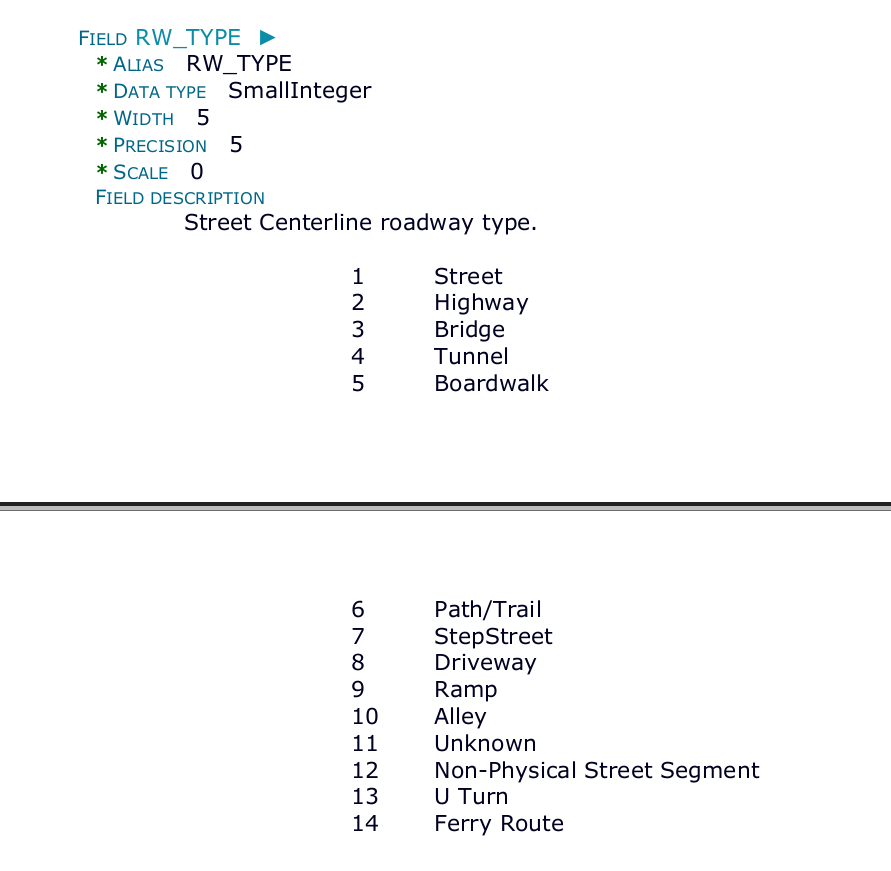 FIELD RW_TYPE ►
* ALIAS RW_TYPE
* DATA TYPE SmallInteger
* WIDTH 5
* PRECISION 5
* SCALE 0
FIELD DESCRIPTION
Street Centerline roadway type.
1 Street
2 Highway
3 Bridge
4 Tunnel
5 Boardwalk
6 Path/Trail
7 StepStreet
8 Driveway
9 Ramp
10 Alley
11 Unknown
12 Non-Physical Street Segment
13 U Turn
14 Ferry Route